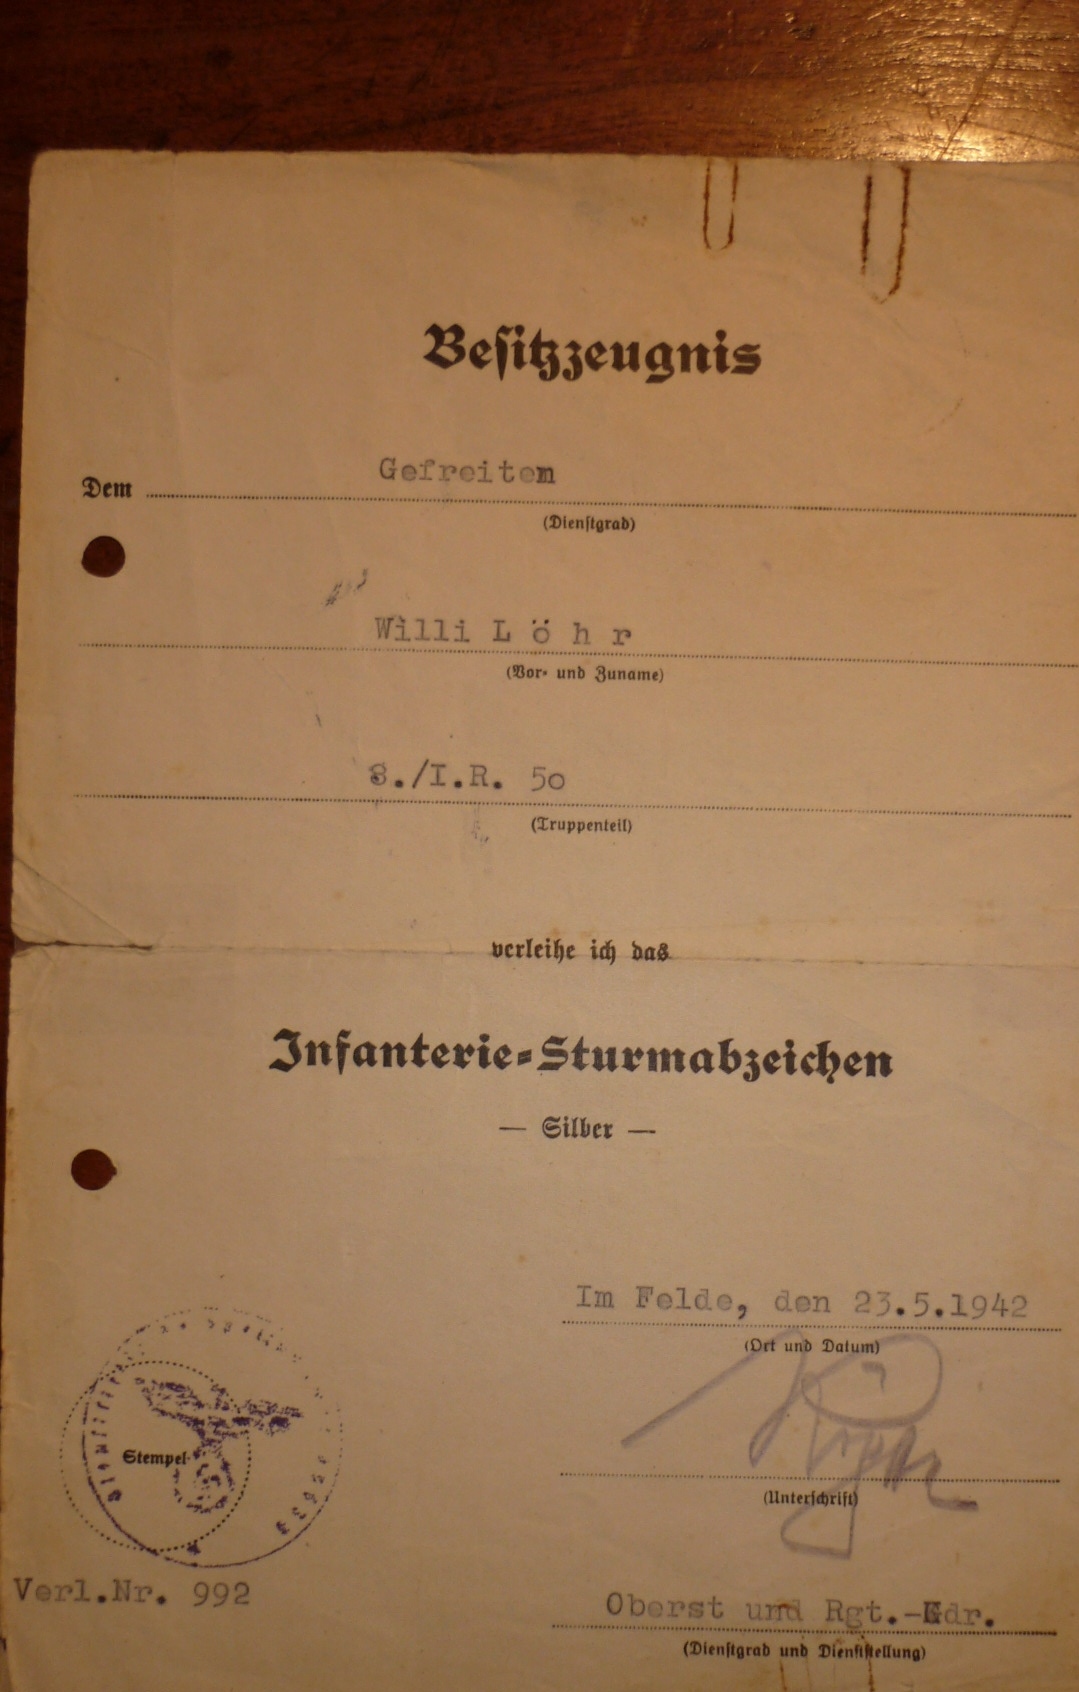 Besitzzeugnis
Dem Gefreiten
(Dienstgrad)
Willi L ö h r
(Vor- und Zuname)
8./I.R. 50
(Truppenteil)
verleihe ich das
Infanterie-Sturmabzeichen
— Silber —
Im Felde, den 23.5.1942
(Ort und Datum)
Stempel
(Unterschrift)
Verl.Nr. 992
Oberst und Rgt.-Kdr.
(Dienstgrad und Dienststellung)